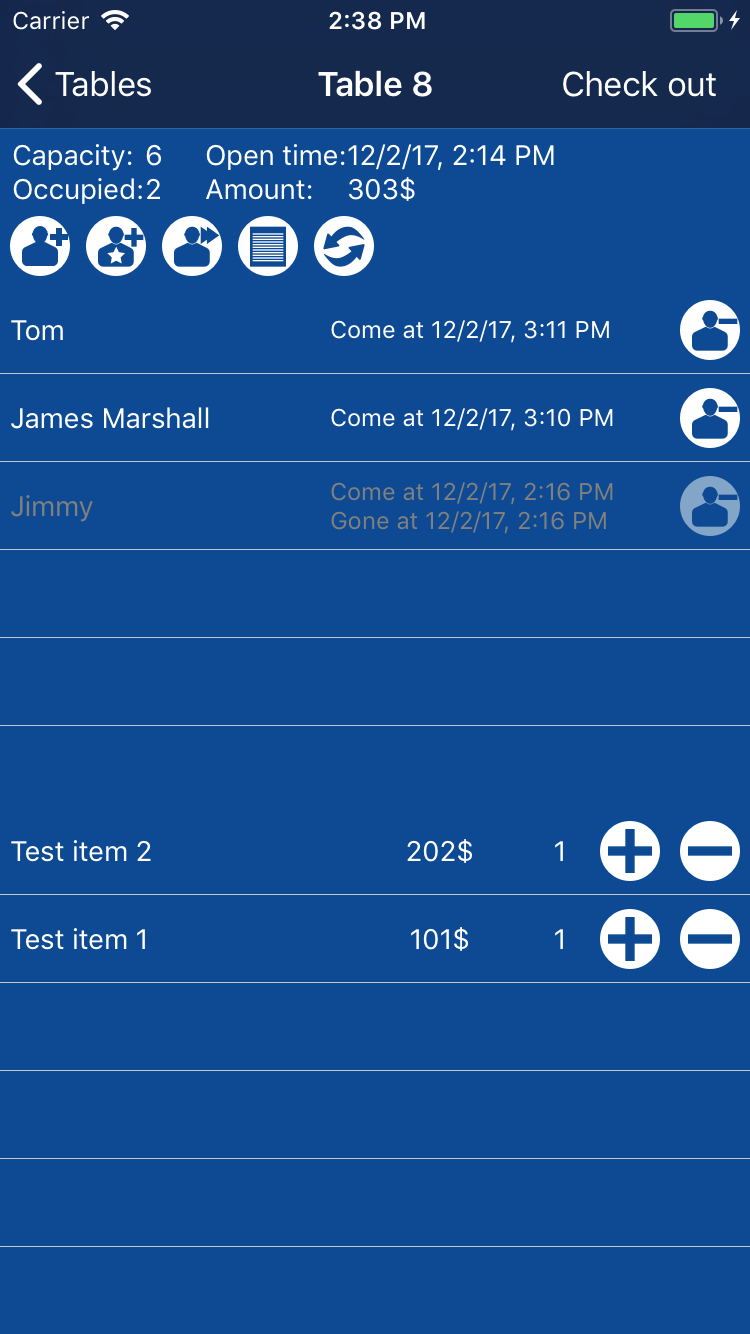 Carrier 2:38 PM
Tables Table 8 Check out
Capacity: 6 Open time:12/2/17, 2:14 PM
Occupied:2 Amount: 303$
Tom Come at 12/2/17, 3:11 PM
James Marshall Come at 12/2/17, 3:10 PM
Jimmy Come at 12/2/17, 2:16 PM
Gone at 12/2/17, 2:16 PM
Test item 2 202$ 1
Test item 1 101$ 1